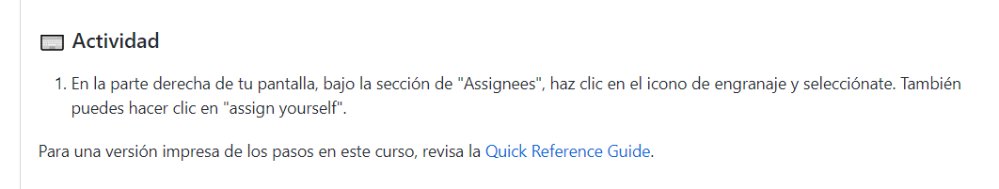 Actividad
1. En la parte derecha de tu pantalla, bajo la sección de "Assignees", haz clic en el icono de engranaje y selecciónate. También
puedes hacer clic en "assign yourself".
Para una versión impresa de los pasos en este curso, revisa la Quick Reference Guide.